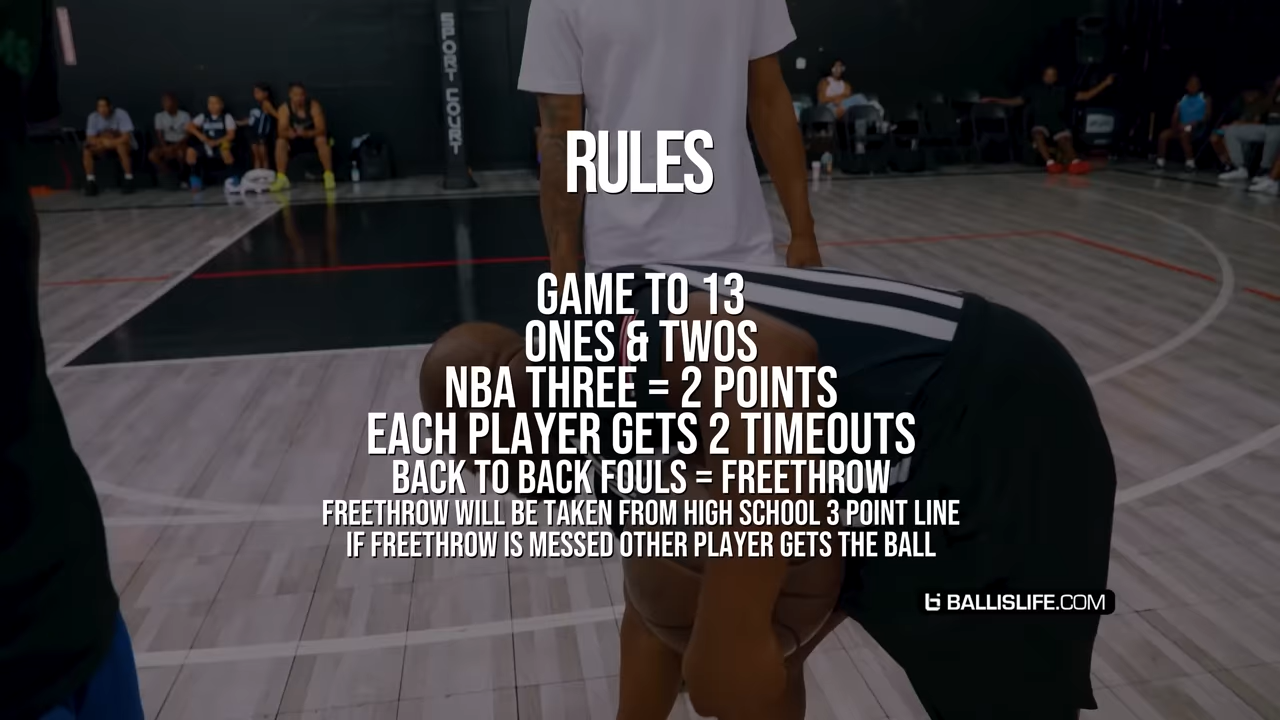 SPORT COURT
RULES
GAME TO 13
ONES & TWOS
NBA THREE = 2 POINTS
EACH PLAYER GETS 2 TIMEOUTS
BACK TO BACK FOULS = FREETHROW
FREETHROW WILL BE TAKEN FROM HIGH SCHOOL 3 POINT LINE
IF FREETHROW IS MESSED OTHER PLAYER GETS THE BALL
BALLISLIFE.COM